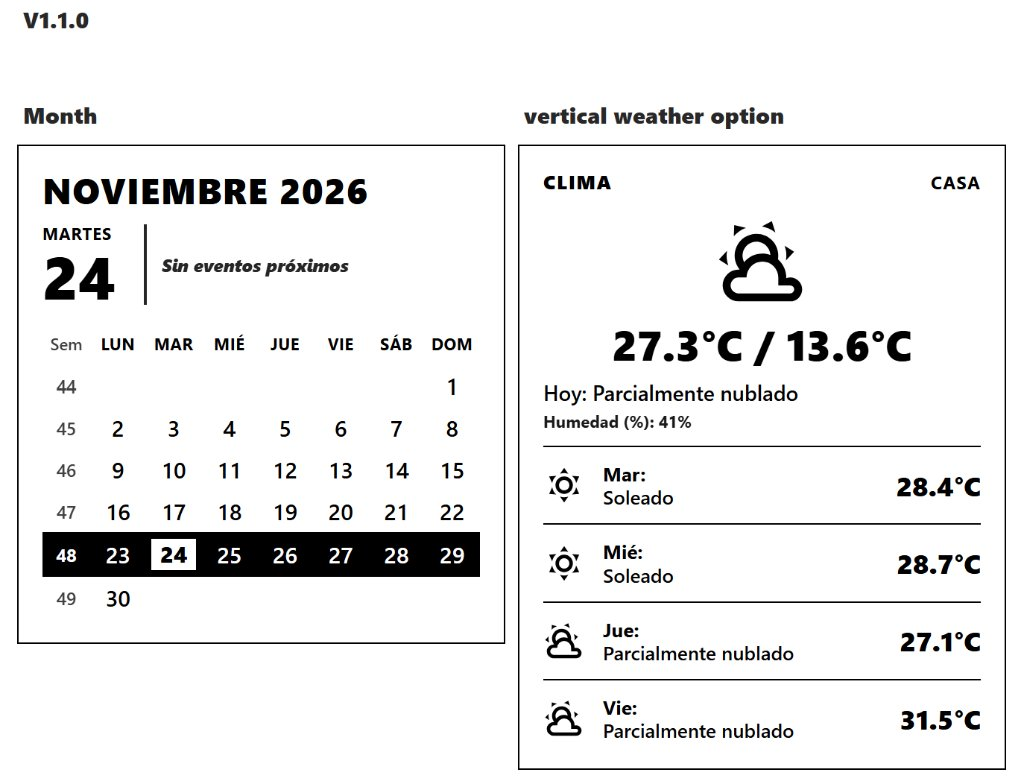 V1.1.0
Month
NOVIEMBRE 2026
MARTES
24
Sin eventos próximos
Sem LUN MAR MIÉ JUE VIE SÁB DOM
44 1
45 2 3 4 5 6 7 8
46 9 10 11 12 13 14 15
47 16 17 18 19 20 21 22
48 23 24 25 26 27 28 29
49 30
vertical weather option
CLIMA CASA
27.3°C / 13.6°C
Hoy: Parcialmente nublado
Humedad (%): 41%
Mar:
Soleado
28.4°C
Mié:
Soleado
28.7°C
Jue:
Parcialmente nublado
27.1°C
Vie:
Parcialmente nublado
31.5°C